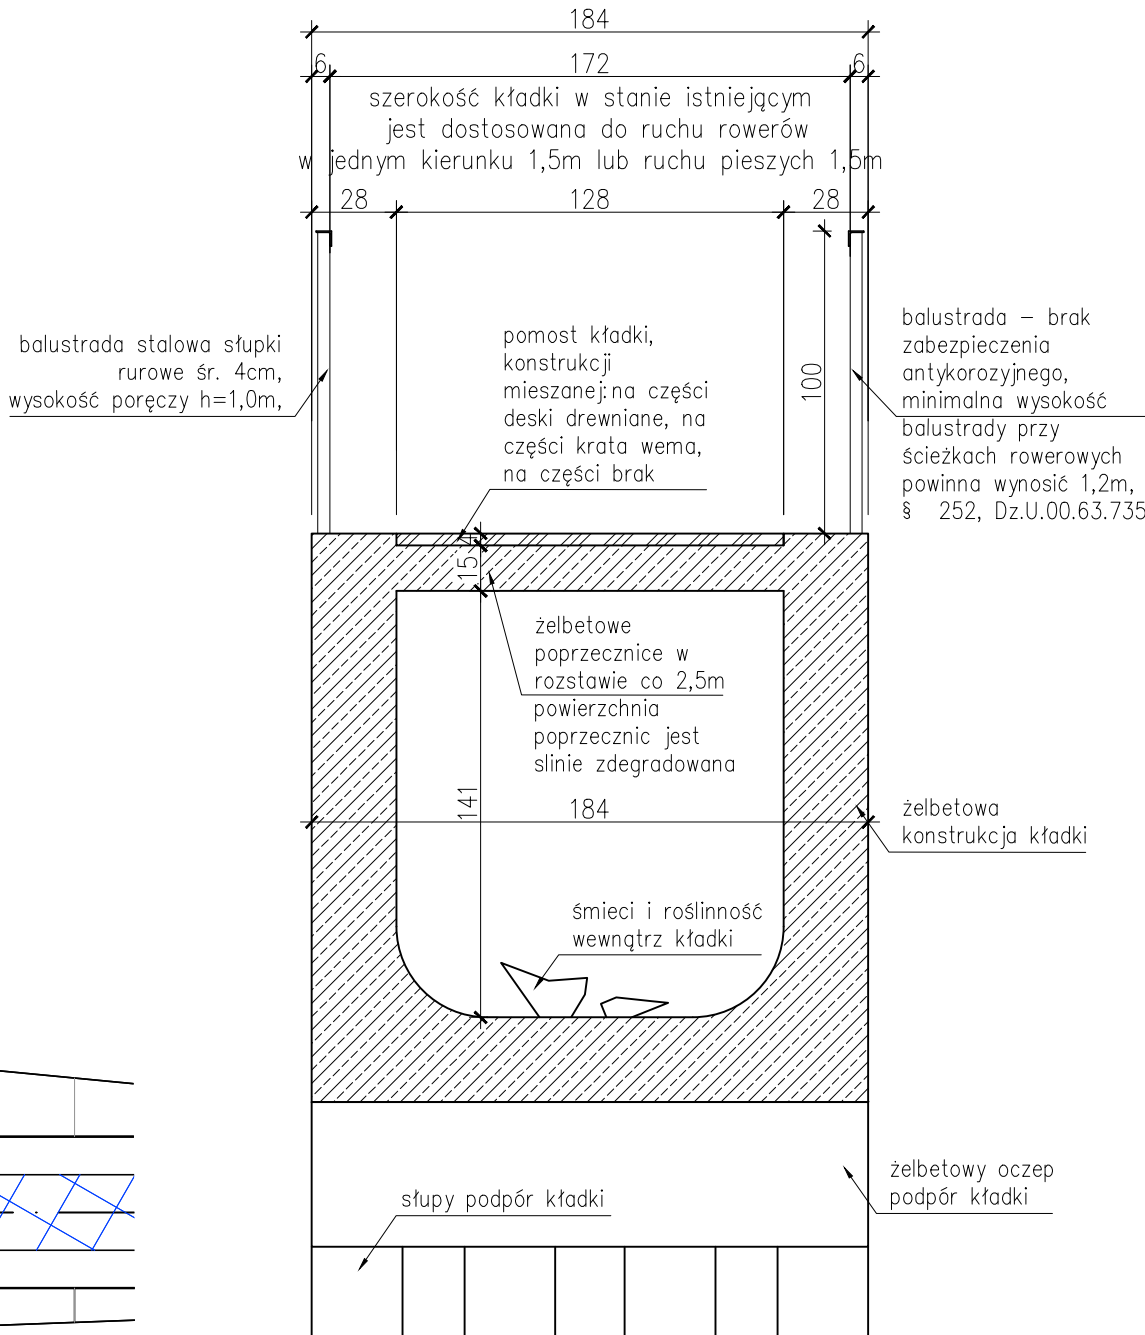 184
6
172
6
szerokość kładki w stanie istniejącym
jest dostosowana do ruchu rowerów
w jednym kierunku 1,5m lub ruchu pieszych 1,5m
28
128
28
balustrada stalowa słupki
rurowe śr. 4cm,
wysokość poręczy h=1,0m,
pomost kładki,
konstrukcji
mieszanej:na części
deski drewniane, na
części krata wema,
na części brak
100
balustrada – brak
zabezpieczenia
antykorozyjnego,
minimalna wysokość
balustrady przy
ścieżkach rowerowych
powinna wynosić 1,2m,
§ 252, Dz.U.00.63.735
4
15
żelbetowe
poprzecznice w
rozstawie co 2,5m
powierzchnia
poprzecznic jest
slinie zdegradowana
141
184
żelbetowa
konstrukcja kładki
śmieci i roślinność
wewnątrz kładki
żelbetowy oczep
podpór kładki
słupy podpór kładki